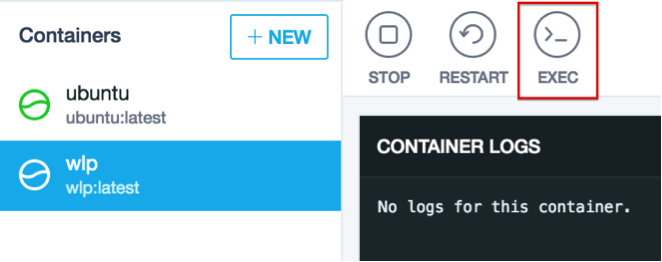 Containers
+ NEW
ubuntu
ubuntu:latest
wlp
wlp:latest
STOP
RESTART
EXEC
CONTAINER LOGS
No logs for this container.